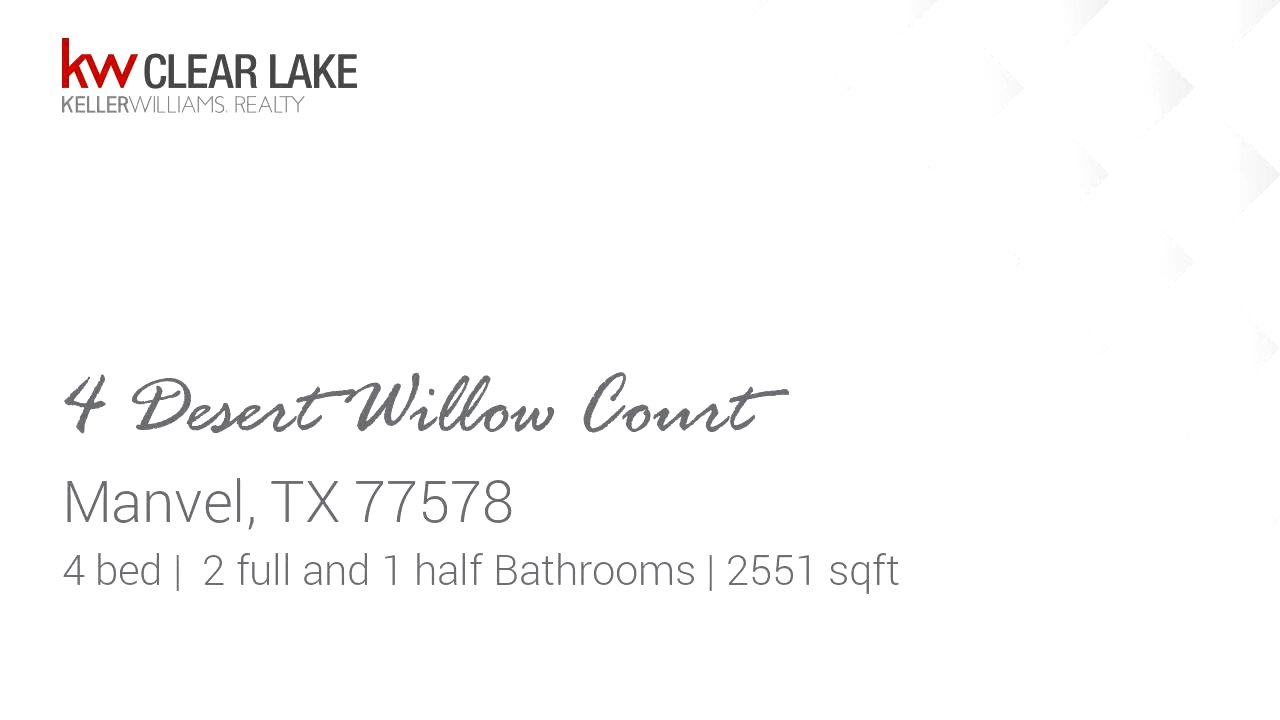 kw CLEAR LAKE
KELLERWILLIAMS. REALTY
4 Desert Willow Court
Manvel, TX 77578
4 bed | 2 full and 1 half Bathrooms | 2551 sqft